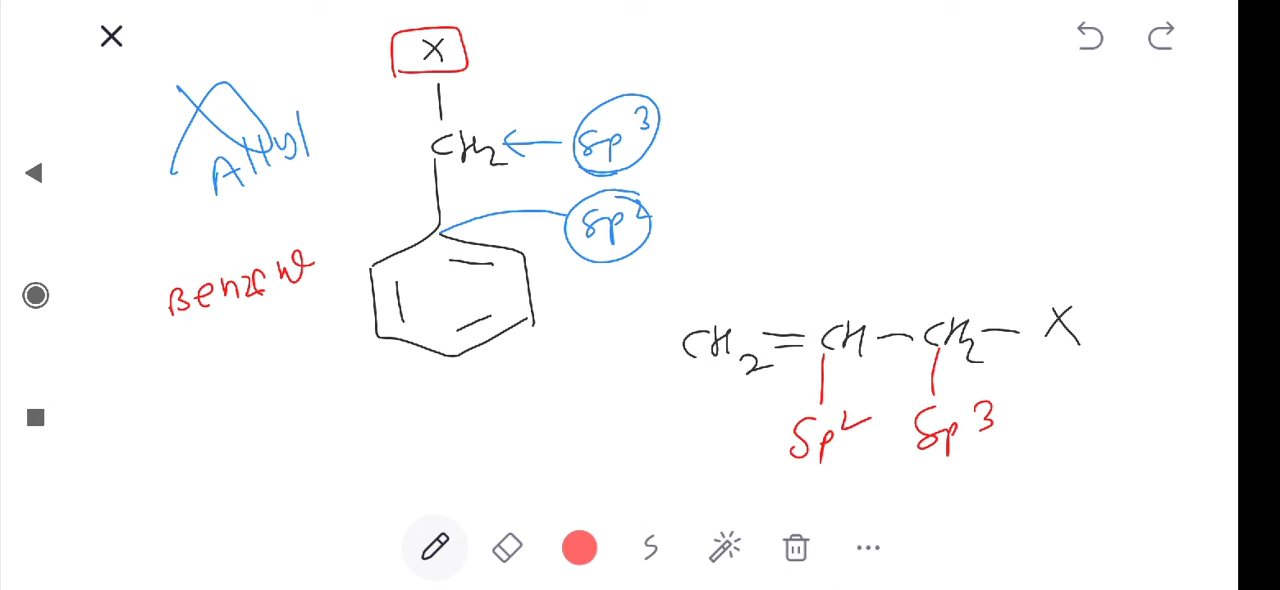 X
CH₂ ← Sp³
Allyl
Sp²
Benzene
CH₂=CH–CH₂–X
Sp² Sp³